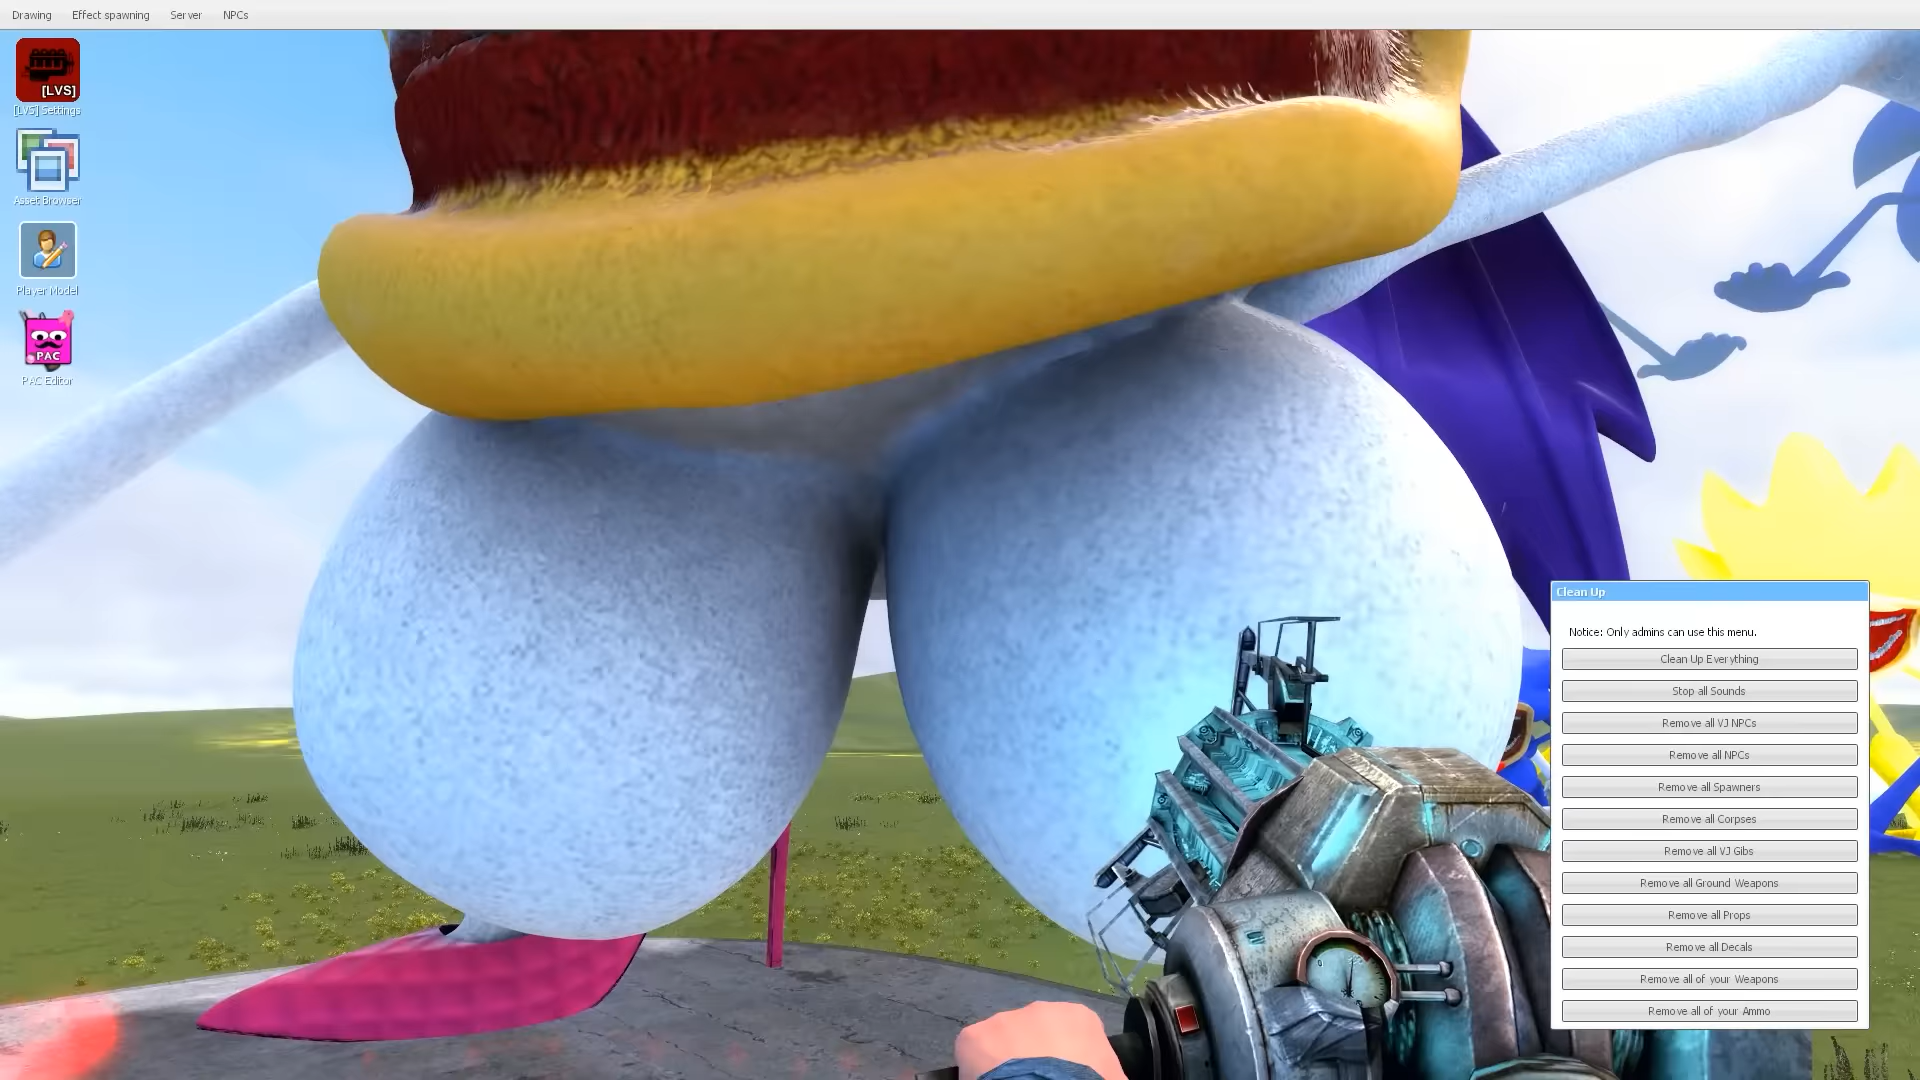 Drawing Effect spawning Server NPCs
[LVS]
[LVS] Settings
Asset Browser
Player Model
PAC
PAC Editor
Clean Up
Notice: Only admins can use this menu.
Clean Up Everything
Stop all Sounds
Remove all VJ NPCs
Remove all NPCs
Remove all Spawners
Remove all Corpses
Remove all VJ Gibs
Remove all Ground Weapons
Remove all Props
Remove all Decals
Remove all of your Weapons
Remove all of your Ammo